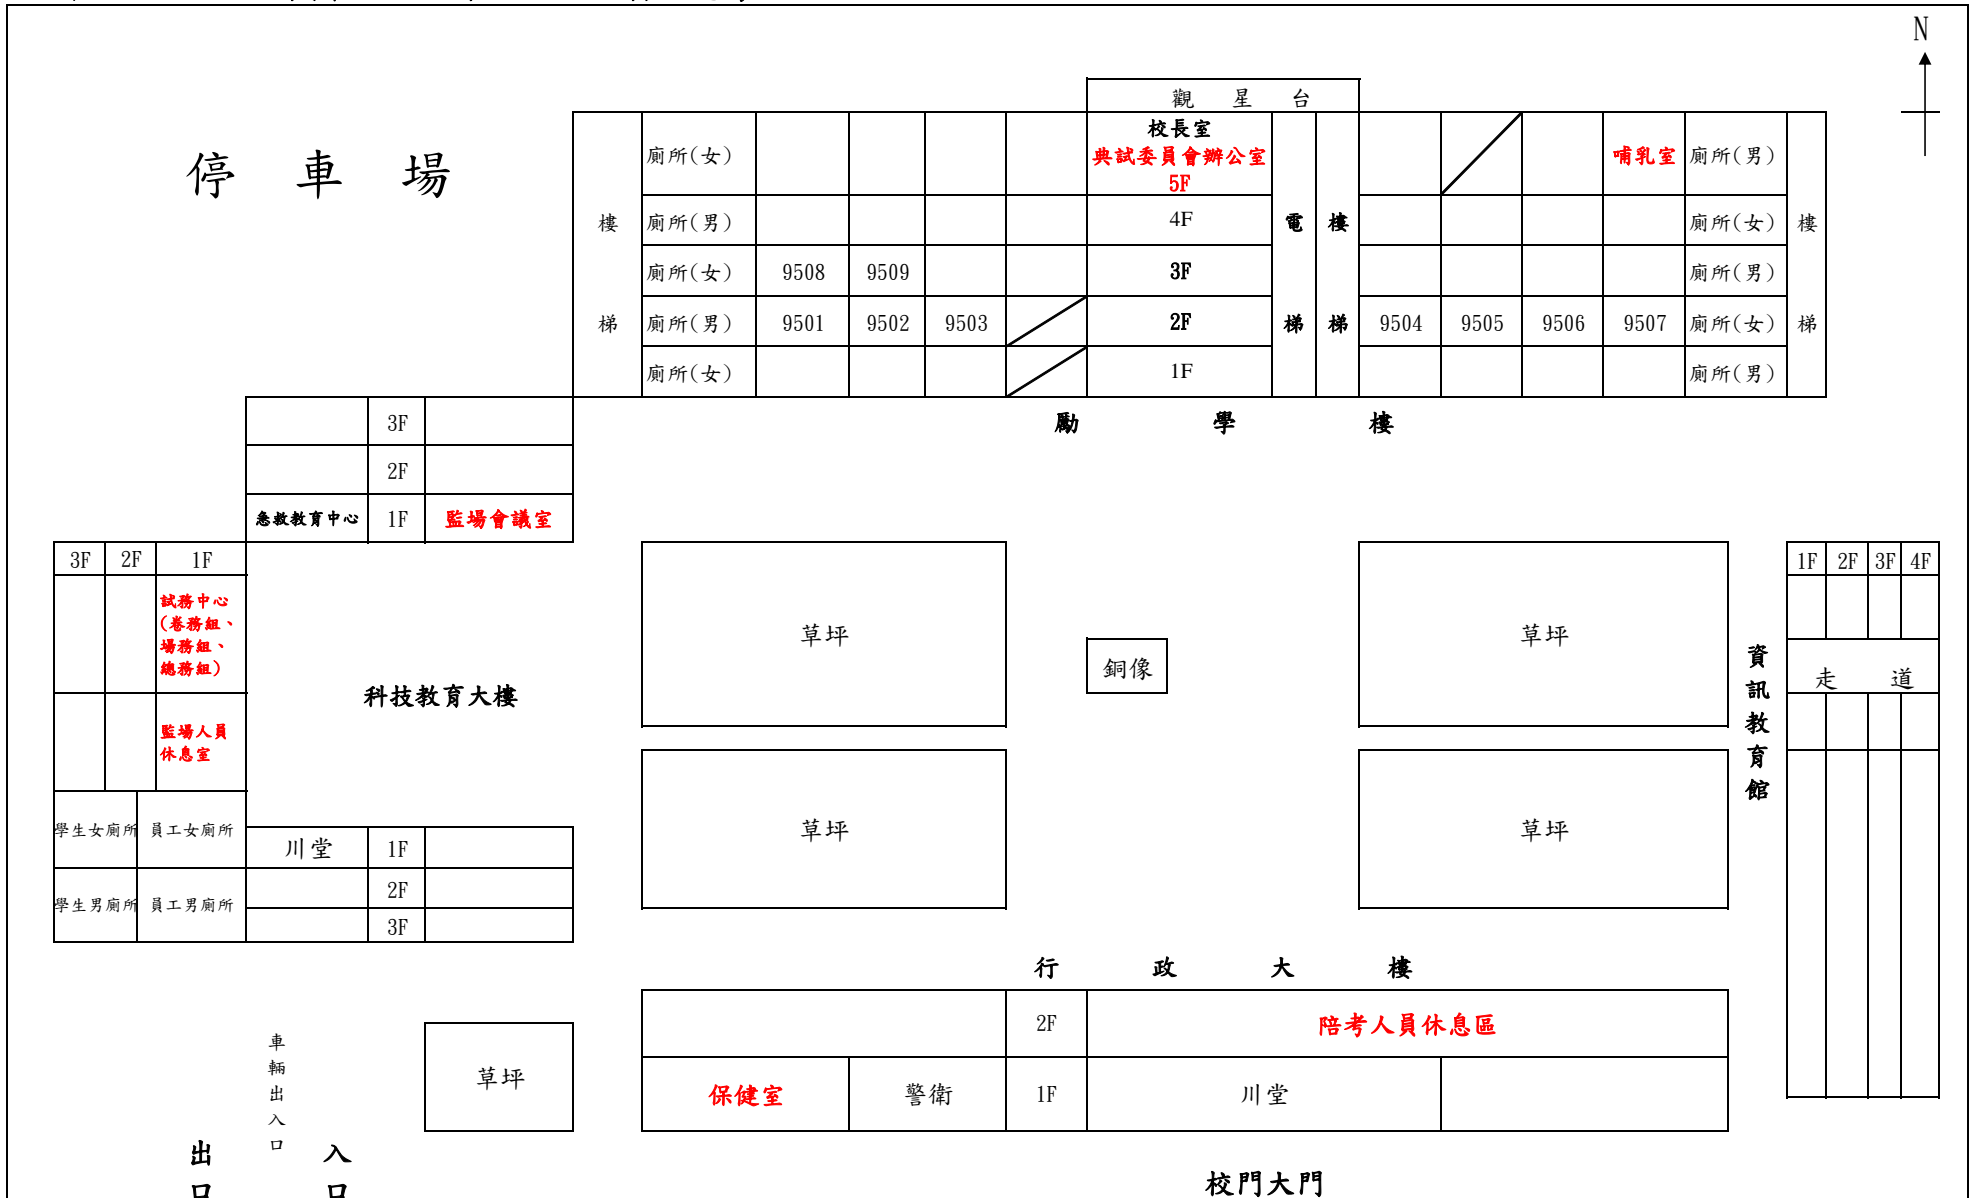 N
觀 星 台
停 車 場
廁所(女)
校長室
典試委員會辦公室
5F
哺乳室
廁所(男)
樓 梯
廁所(男)
4F
電 梯
樓 梯
廁所(女)
樓 梯
廁所(女)
9508
9509
3F
廁所(男)
廁所(男)
9501
9502
9503
2F
9504
9505
9506
9507
廁所(女)
廁所(女)
1F
廁所(男)
勵 學 樓
3F
2F
急救教育中心
1F
監場會議室
3F
2F
1F
試務中心
(卷務組、
場務組、
總務組)
監場人員
休息室
科技教育大樓
學生女廁所
員工女廁所
學生男廁所
員工男廁所
川堂
1F
2F
3F
草坪
銅像
草坪
草坪
草坪
資訊教育館
1F
2F
3F
4F
走 道
行 政 大 樓
2F
陪考人員休息區
保健室
警衛
1F
川堂
草坪
車輛出入口
出口
入口
校門大門